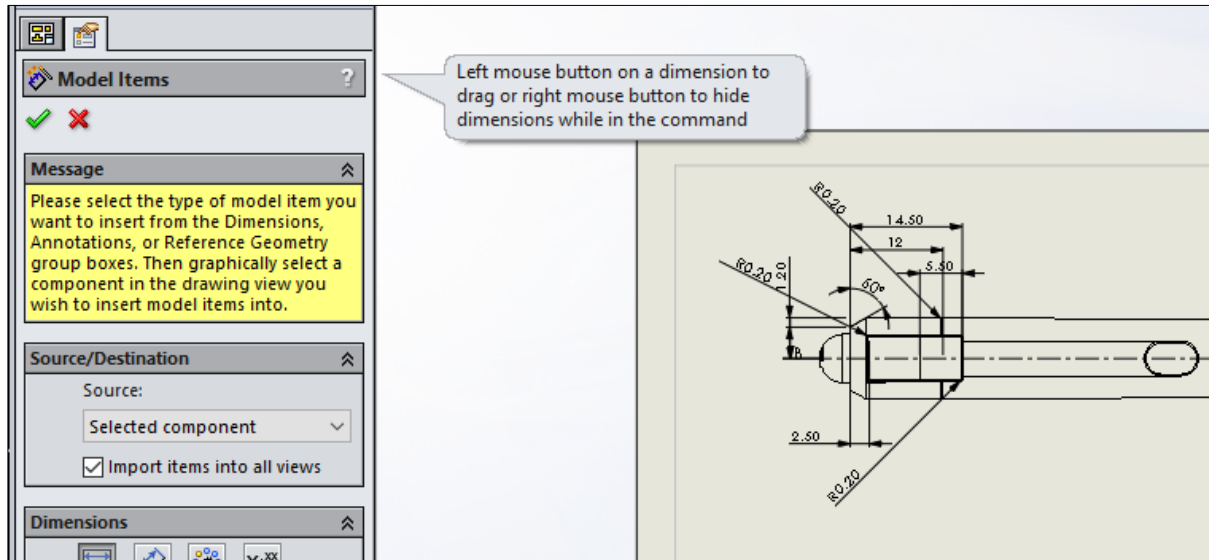 Model Items
?
Left mouse button on a dimension to
drag or right mouse button to hide
dimensions while in the command
Message
Please select the type of model item you
want to insert from the Dimensions,
Annotations, or Reference Geometry
group boxes. Then graphically select a
component in the drawing view you
wish to insert model items into.
Source/Destination
Source:
Selected component
Import items into all views
Dimensions
R0.20
14.50
12
5.50
R0.20
1.20
60°
B
2.50
R0.20